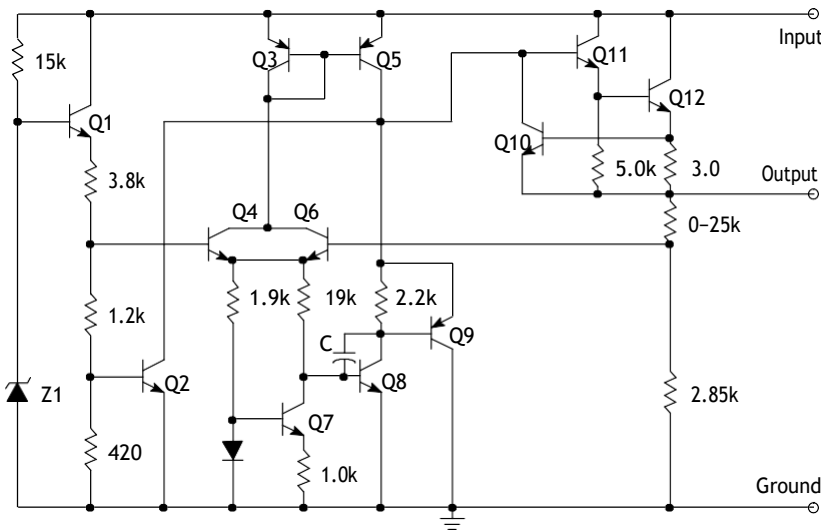 Input
Q3
Q5
Q11
15k
Q12
Q1
Q10
3.8k
5.0k
3.0
Output
Q4
Q6
0–25k
1.9k
19k
2.2k
1.2k
Q9
C
Q2
Q8
Z1
2.85k
Q7
420
1.0k
Ground